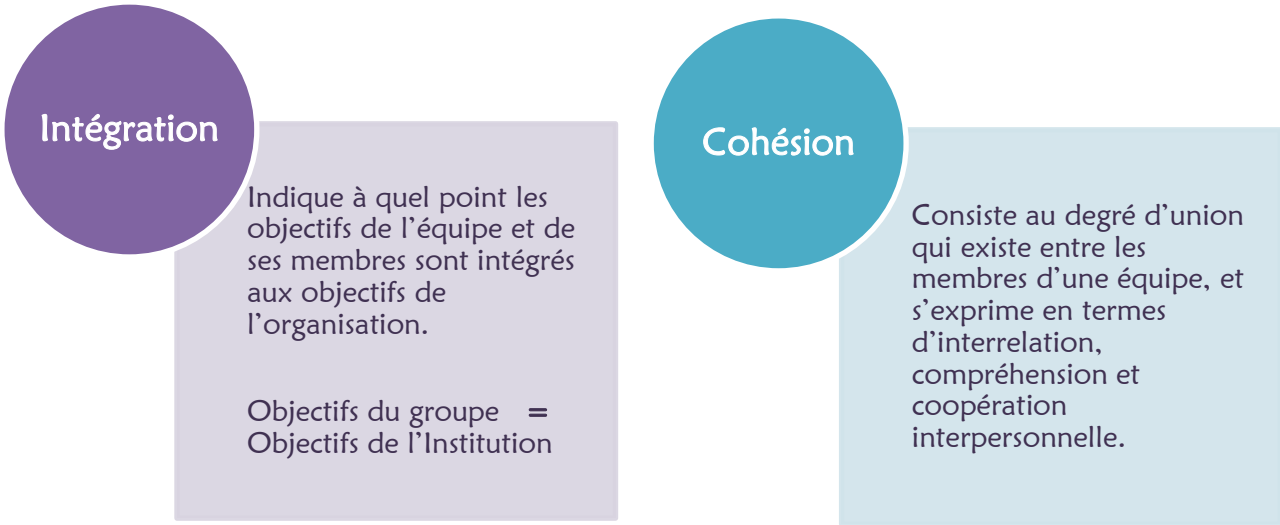 Intégration
Indique à quel point les
objectifs de l'équipe et de
ses membres sont intégrés
aux objectifs de
l'organisation.
Objectifs du groupe =
Objectifs de l'Institution
Cohésion
Consiste au degré d'union
qui existe entre les
membres d'une équipe, et
s'exprime en termes
d'interrelation,
compréhension et
coopération
interpersonnelle.